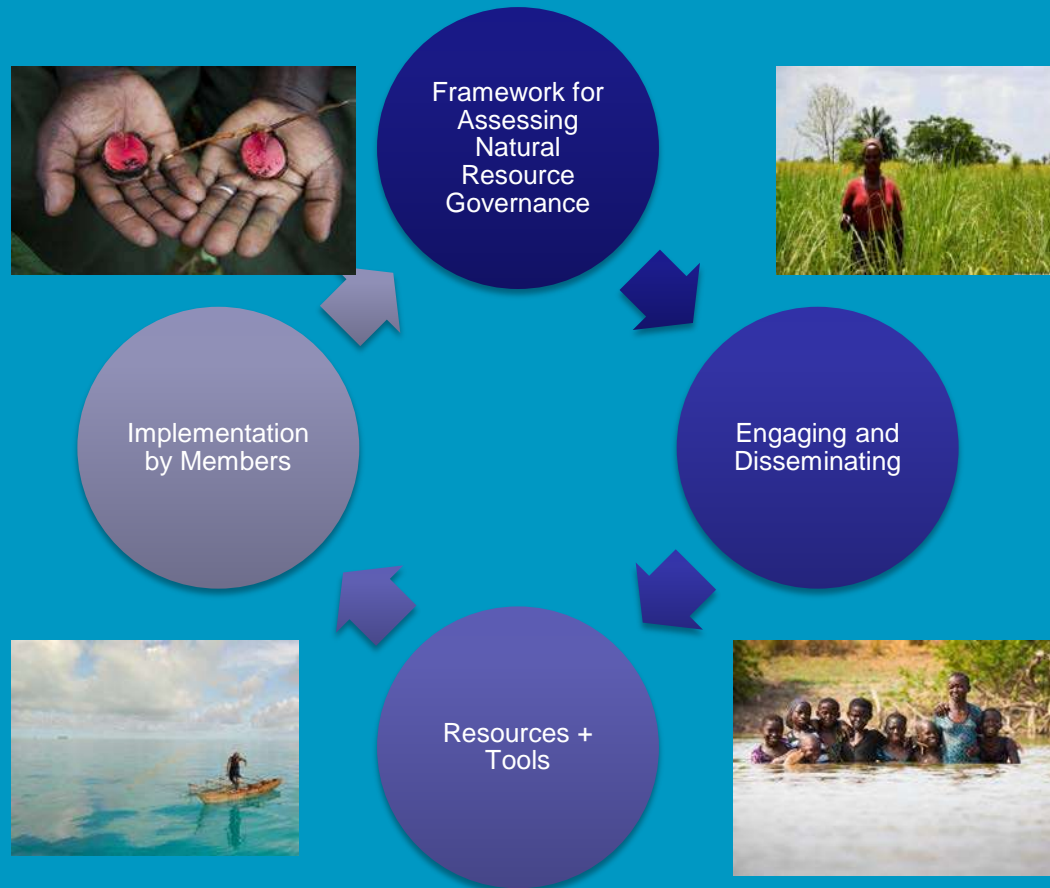 Framework for
Assessing
Natural
Resource
Governance
Engaging and
Disseminating
Resources +
Tools
Implementation
by Members